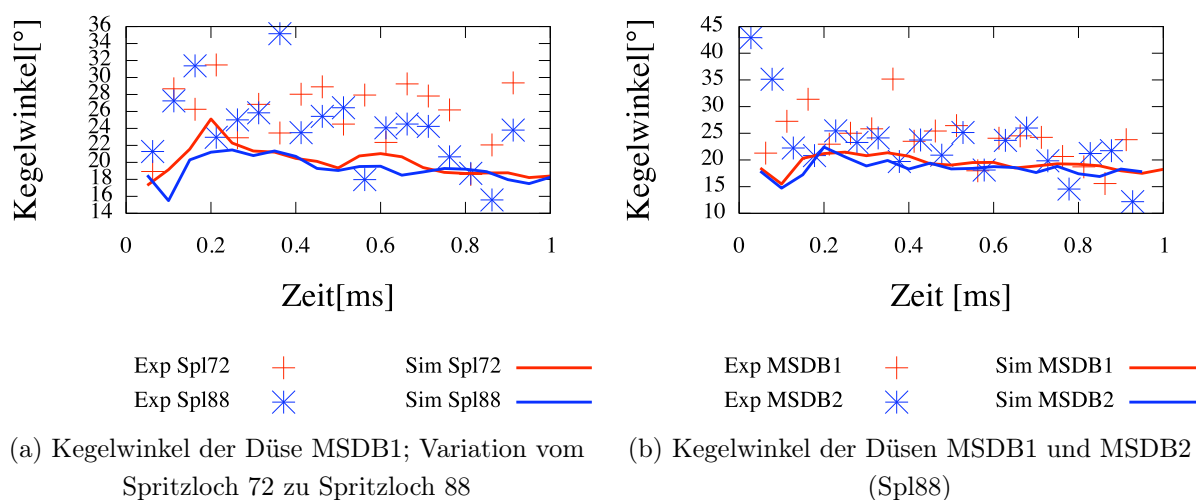 Kegelwinkel[°]
36
34
32
30
28
26
24
22
20
18
16
14
0 0.2 0.4 0.6 0.8 1
Zeit[ms]
Exp Spl72
Sim Spl72
Exp Spl88
Sim Spl88
(a) Kegelwinkel der Düse MSDB1; Variation vom
Spritzloch 72 zu Spritzloch 88
Kegelwinkel[°]
45
40
35
30
25
20
15
10
0 0.2 0.4 0.6 0.8 1
Zeit [ms]
Exp MSDB1
Sim MSDB1
Exp MSDB2
Sim MSDB2
(b) Kegelwinkel der Düsen MSDB1 und MSDB2
(Spl88)